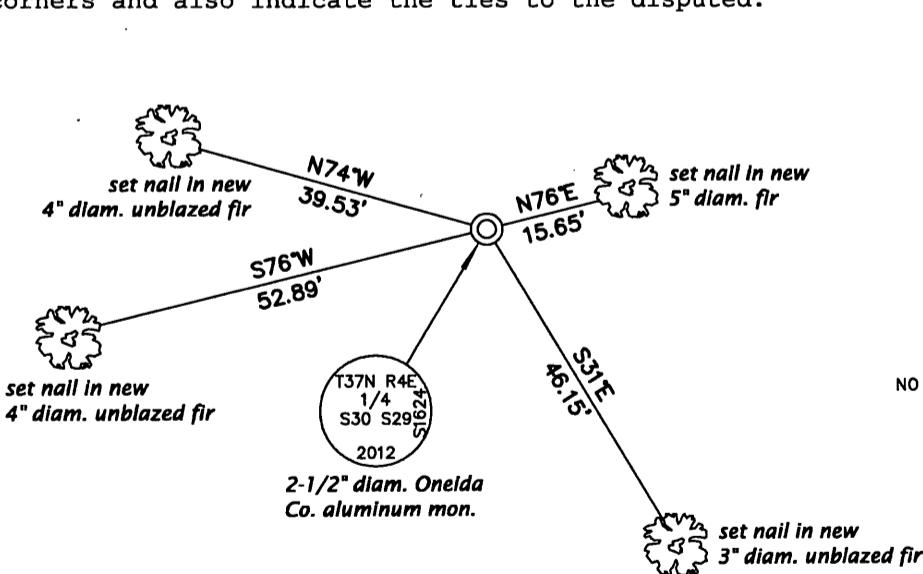 corners and also indicate the ties to the disputed.
N74°W
39.53'
set nail in new
4" diam. unblazed fir
N76°E
15.65'
set nail in new
5" diam. fir
S76°W
52.89'
set nail in new
4" diam. unblazed fir
S31°E
46.15'
NO
T37N R4E
1/4
S30 S29
S1624
2012
2-1/2" diam. Oneida
Co. aluminum mon.
set nail in new
3" diam. unblazed fir